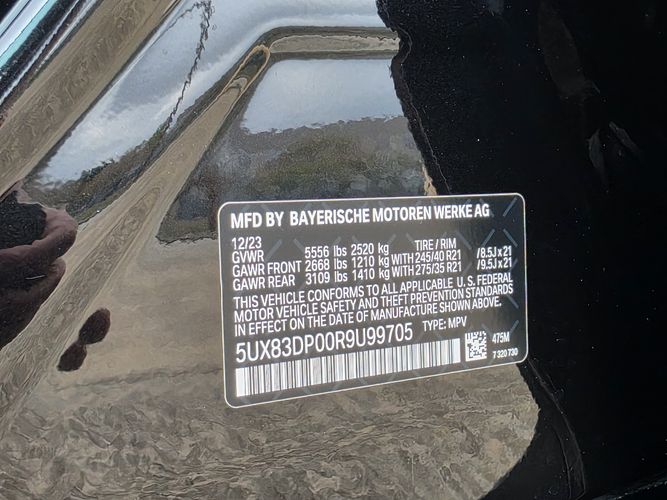 MFD BY BAYERISCHE MOTOREN WERKE AG
12/23 TIRE / RIM
GVWR 5556 lbs 2520 kg
GAWR FRONT 2668 lbs 1210 kg WITH 245/40 R21 /8.5J x 21
GAWR REAR 3109 lbs 1410 kg WITH 275/35 R21 /9.5J x 21
THIS VEHICLE CONFORMS TO ALL APPLICABLE U. S. FEDERAL
MOTOR VEHICLE SAFETY AND THEFT PREVENTION STANDARDS
IN EFFECT ON THE DATE OF MANUFACTURE SHOWN ABOVE.
5UX83DP00R9U99705 TYPE: MPV
475M
7 320 730